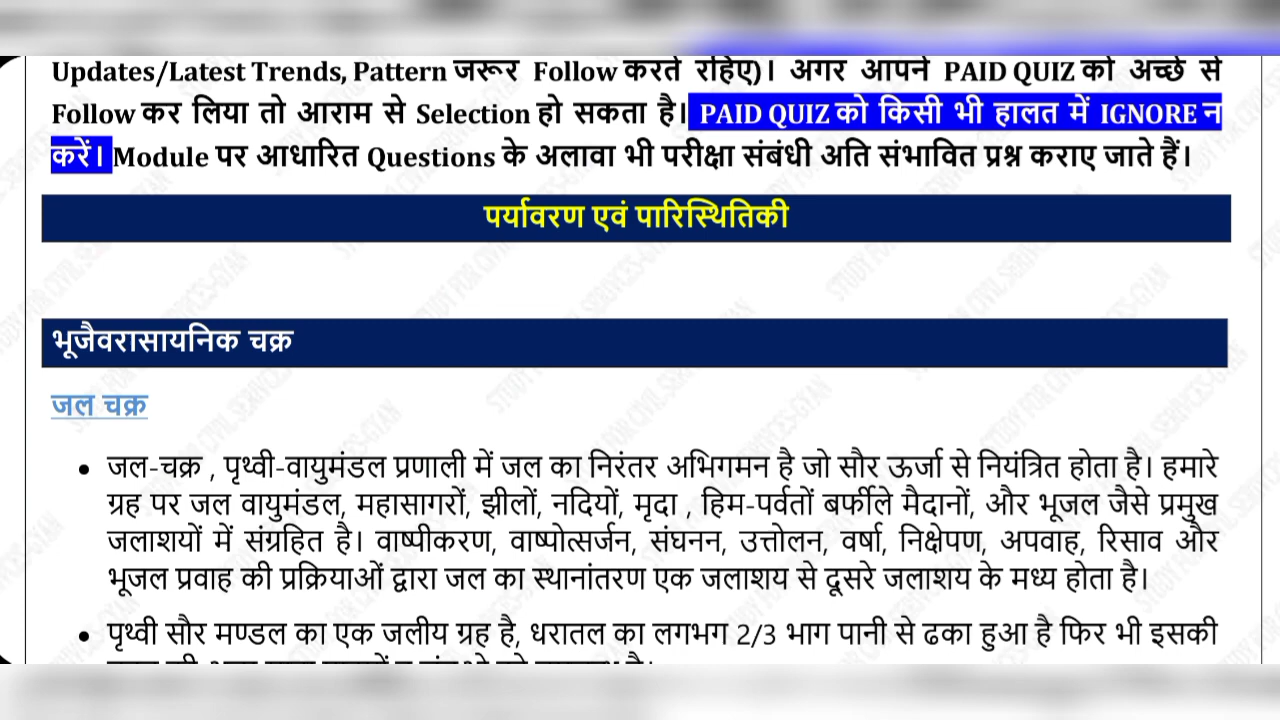 Updates/Latest Trends, Pattern जरूर Follow करते रहिए)। अगर आपने PAID QUIZ को अच्छे से
Follow कर लिया तो आराम से Selection हो सकता है। PAID QUIZ को किसी भी हालत में IGNORE न
करें। Module पर आधारित Questions के अलावा भी परीक्षा संबंधी अति संभावित प्रश्न कराए जाते हैं।
पर्यावरण एवं पारिस्थितिकी
भूजैवरासायनिक चक्र
जल चक्र
• जल-चक्र , पृथ्वी-वायुमंडल प्रणाली में जल का निरंतर अभिगमन है जो सौर ऊर्जा से नियंत्रित होता है। हमारे
ग्रह पर जल वायुमंडल, महासागरों, झीलों, नदियों, मृदा , हिम-पर्वतों बर्फीले मैदानों, और भूजल जैसे प्रमुख
जलाशयों में संग्रहित है। वाष्पीकरण, वाष्पोत्सर्जन, संघनन, उत्तोलन, वर्षा, निक्षेपण, अपवाह, रिसाव और
भूजल प्रवाह की प्रक्रियाओं द्वारा जल का स्थानांतरण एक जलाशय से दूसरे जलाशय के मध्य होता है।
• पृथ्वी सौर मण्डल का एक जलीय ग्रह है, धरातल का लगभग 2/3 भाग पानी से ढका हुआ है फिर भी इसकी